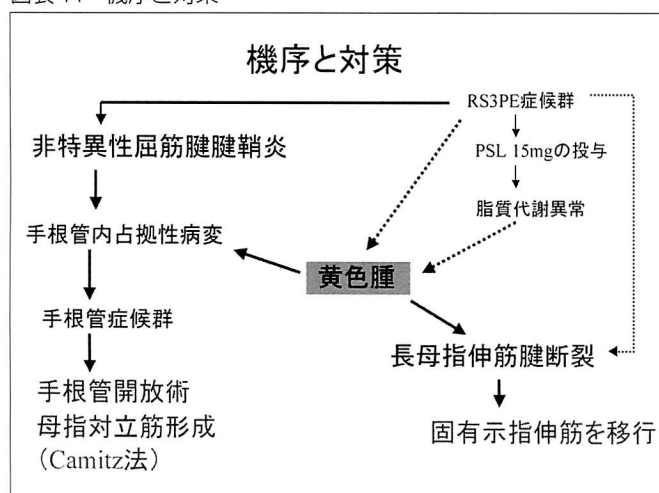 機序と対策
RS3PE症候群
非特異性屈筋腱腱鞘炎
PSL 15mgの投与
脂質代謝異常
手根管内占拠性病変
黄色腫
手根管症候群
長母指伸筋腱断裂
手根管開放術
母指対立筋形成
（Camitz法）
固有示指伸筋を移行